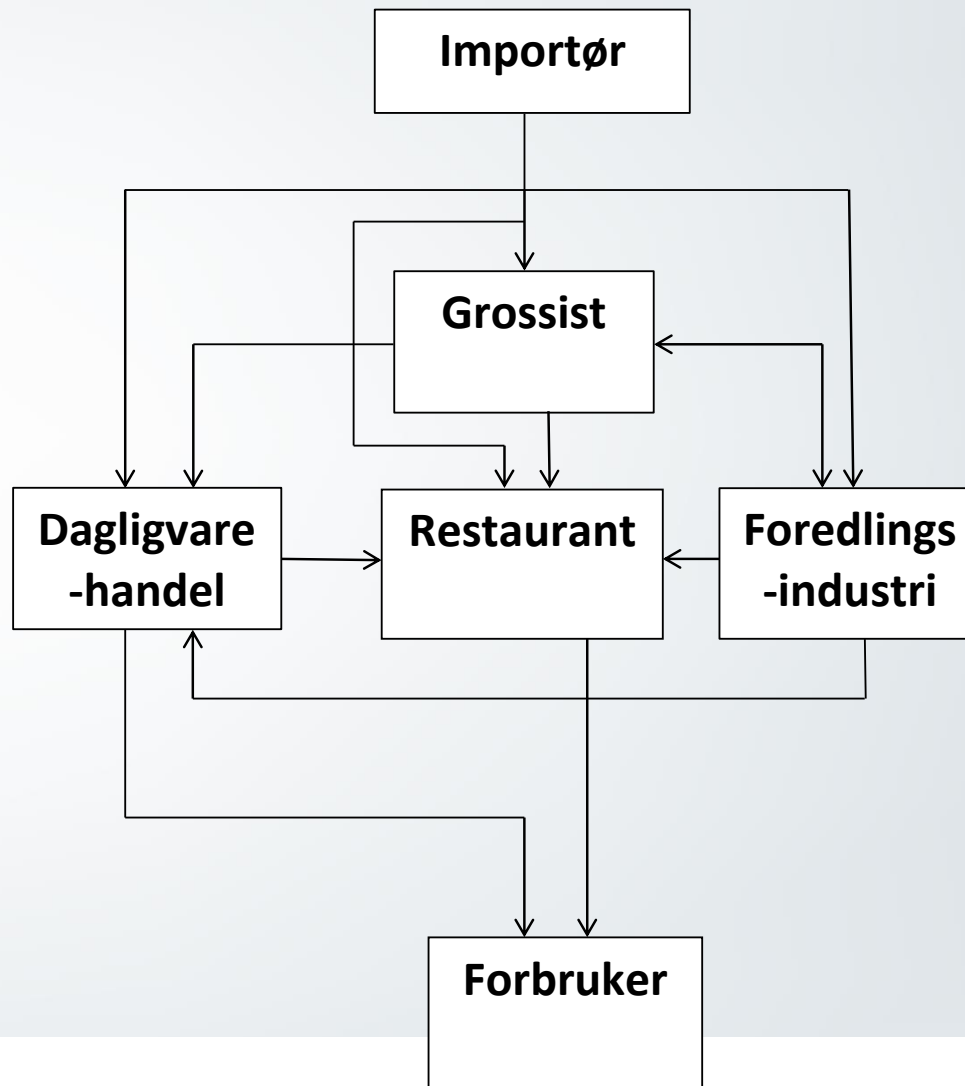 Importør
Grossist
Dagligvare
-handel
Restaurant
Foredlings
-industri
Forbruker